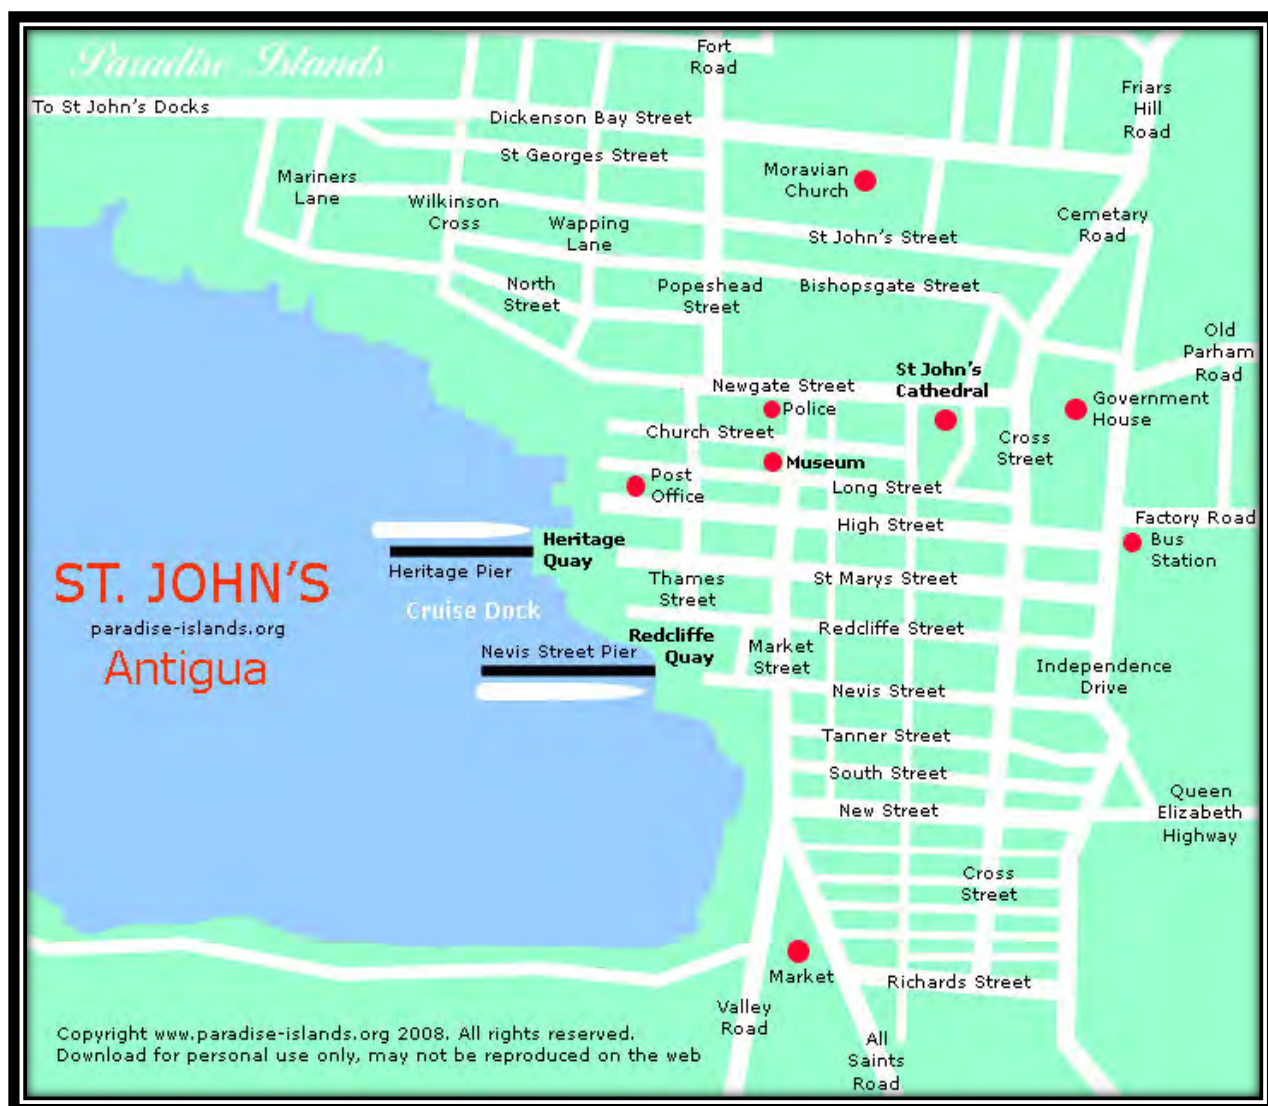 Paradise Islands
Fort
Road
Friars
Hill
Road
To St John's Docks
Dickenson Bay Street
St Georges Street
Moravian
Church
Mariners
Lane
Wilkinson
Cross
Wapping
Lane
Cemetary
Road
St John's Street
North
Street
Popeshead
Street
Bishopsgate Street
Old
Parham
Road
St John's
Cathedral
Newgate Street
Police
Government
House
Church Street
Cross
Street
Museum
Post
Office
Long Street
High Street
Factory Road
Bus
Station
Heritage
Quay
Heritage Pier
ST. JOHN'S
paradise-islands.org
Antigua
Cruise Dock
Thames
Street
St Marys Street
Redcliffe
Quay
Redcliffe Street
Nevis Street Pier
Market
Street
Independence
Drive
Nevis Street
Tanner Street
South Street
New Street
Queen
Elizabeth
Highway
Cross
Street
Market
Richards Street
Valley
Road
All
Saints
Road
Copyright www.paradise-islands.org 2008. All rights reserved.
Download for personal use only, may not be reproduced on the web